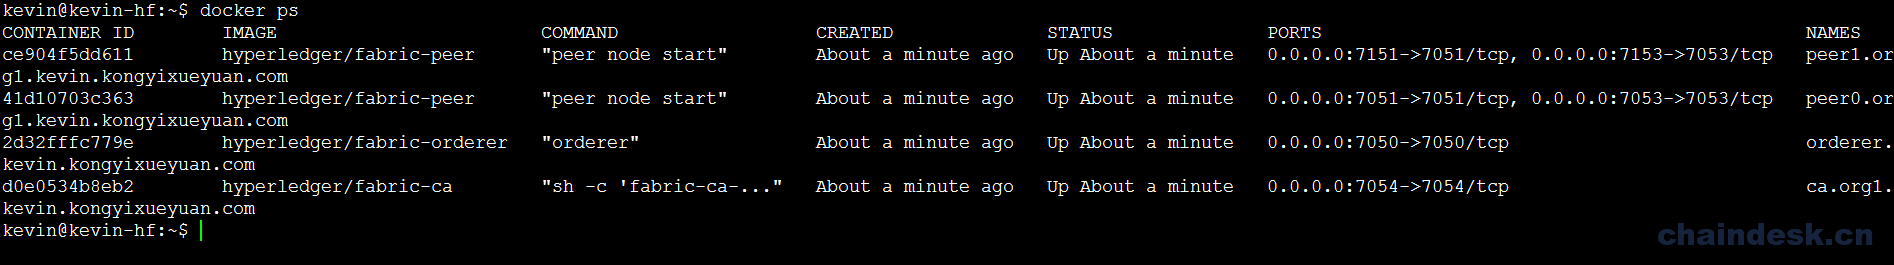 kevin@kevin-hf:~$ docker ps
CONTAINER ID        IMAGE                        COMMAND                  CREATED              STATUS              PORTS                                            NAMES
ce904f5dd611        hyperledger/fabric-peer      "peer node start"        About a minute ago   Up About a minute   0.0.0.0:7151->7051/tcp, 0.0.0.0:7153->7053/tcp   peer1.or
g1.kevin.kongyixueyuan.com
41d10703c363        hyperledger/fabric-peer      "peer node start"        About a minute ago   Up About a minute   0.0.0.0:7051->7051/tcp, 0.0.0.0:7053->7053/tcp   peer0.or
g1.kevin.kongyixueyuan.com
2d32fffc779e        hyperledger/fabric-orderer   "orderer"                About a minute ago   Up About a minute   0.0.0.0:7050->7050/tcp                           orderer.
kevin.kongyixueyuan.com
d0e0534b8eb2        hyperledger/fabric-ca        "sh -c 'fabric-ca-..."   About a minute ago   Up About a minute   0.0.0.0:7054->7054/tcp                           ca.org1.
kevin.kongyixueyuan.com
kevin@kevin-hf:~$
chaindesk.cn